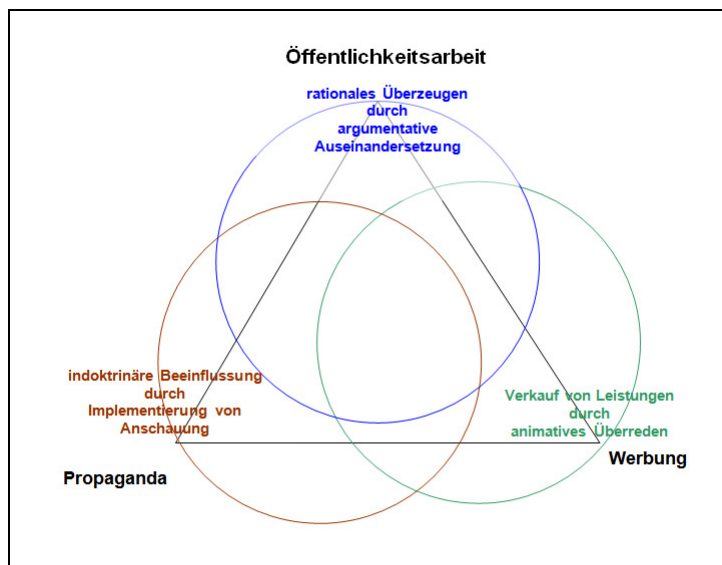 Öffentlichkeitsarbeit
rationales Überzeugen
durch
argumentative
Auseinandersetzung
indoktrinäre Beeinflussung
durch
Implementierung von
Anschauung
Propaganda
Verkauf von Leistungen
durch
animatives Überreden
Werbung